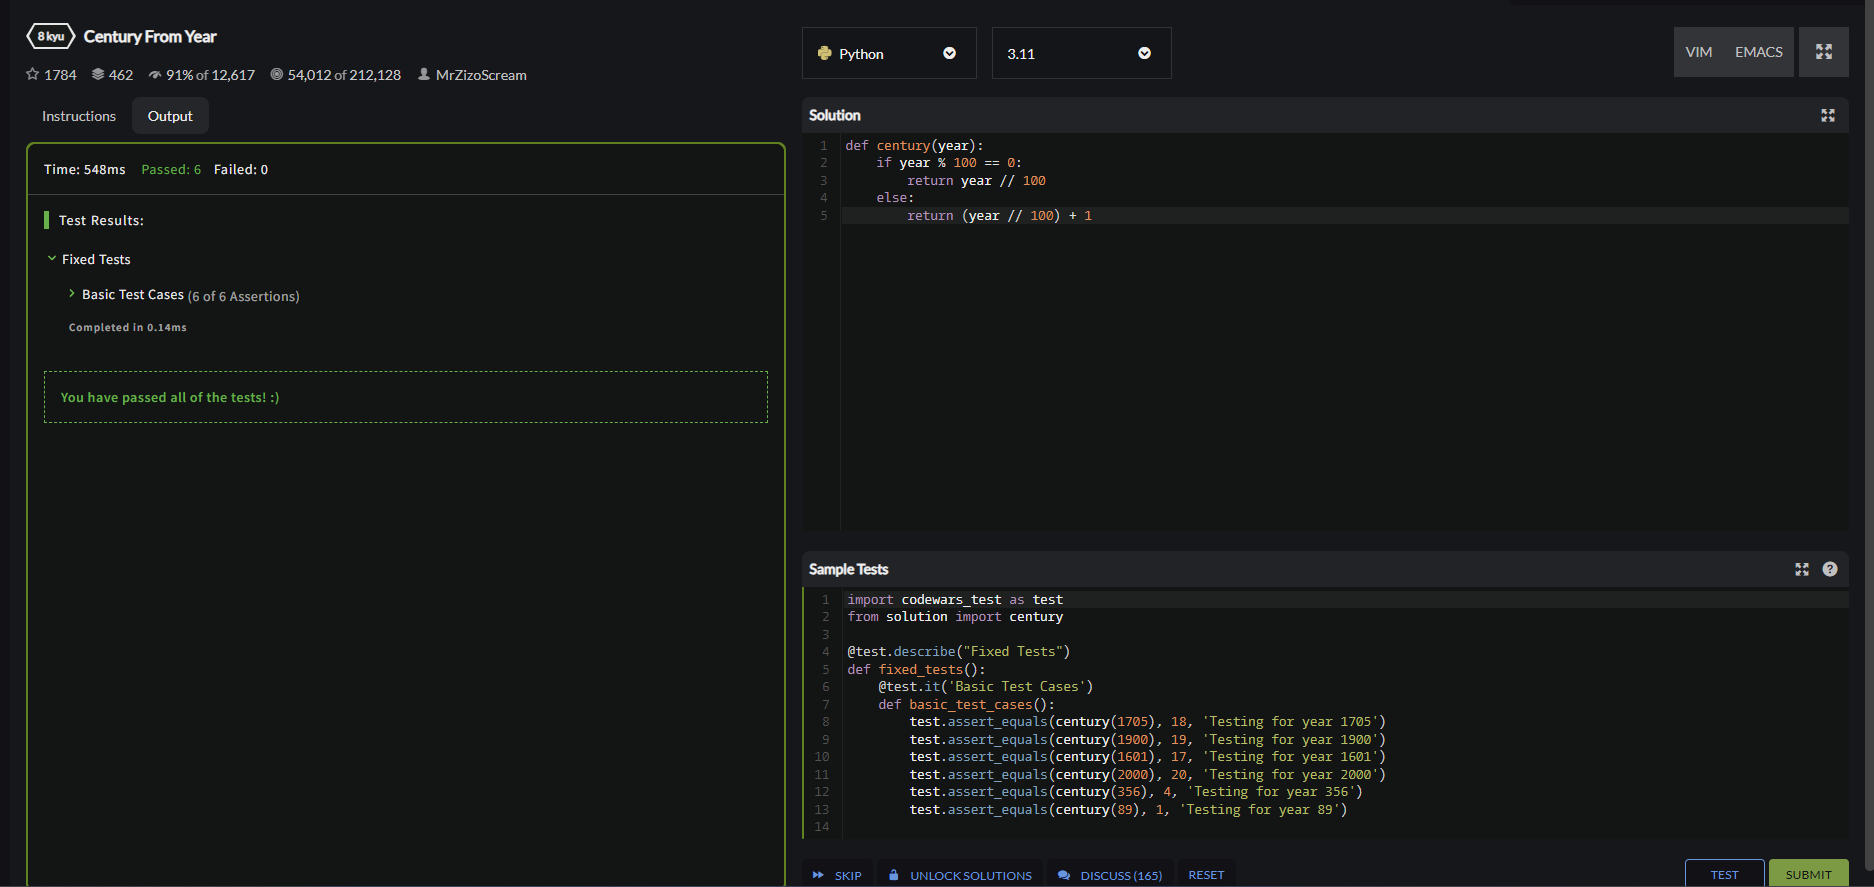 8 kyu Century From Year
1784 462 91% of 12,617 54,012 of 212,128 MrZizoScream
Instructions Output
Time: 548ms Passed: 6 Failed: 0
Test Results:
Fixed Tests
Basic Test Cases (6 of 6 Assertions)
Completed in 0.14ms
You have passed all of the tests! :)
Python 3.11 VIM EMACS
Solution
1 def century(year):
2     if year % 100 == 0:
3         return year // 100
4     else:
5         return (year // 100) + 1
Sample Tests
1 import codewars_test as test
2 from solution import century
3
4 @test.describe("Fixed Tests")
5 def fixed_tests():
6     @test.it('Basic Test Cases')
7     def basic_test_cases():
8         test.assert_equals(century(1705), 18, 'Testing for year 1705')
9         test.assert_equals(century(1900), 19, 'Testing for year 1900')
10         test.assert_equals(century(1601), 17, 'Testing for year 1601')
11         test.assert_equals(century(2000), 20, 'Testing for year 2000')
12         test.assert_equals(century(356), 4, 'Testing for year 356')
13         test.assert_equals(century(89), 1, 'Testing for year 89')
14
SKIP UNLOCK SOLUTIONS DISCUSS (165) RESET TEST SUBMIT